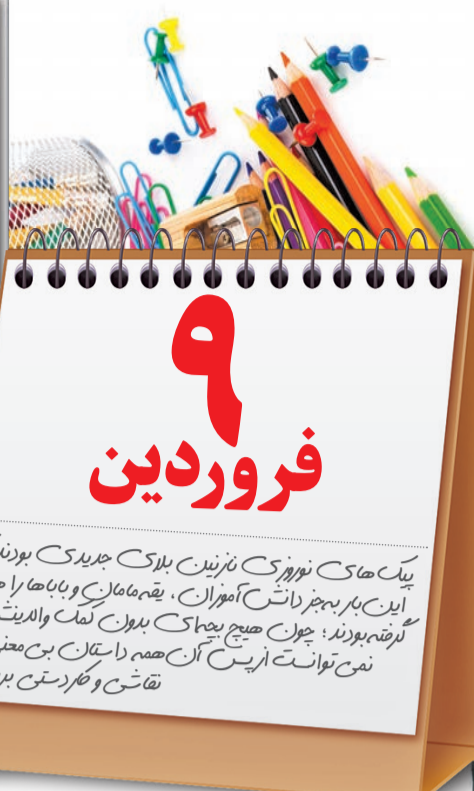 ۹
فروردین
پیک‌های نوروزی نازنین بلای جدیدی بودند
این بار به‌جز دانش‌آموزان، یقه‌مامان و باباها را
گرفته بودند؛ چون هیچ بچه‌ای بدون کمک والدینش
نمی‌توانست از پس آن همه داستان بی‌معنی
نقاشی و کاردستی